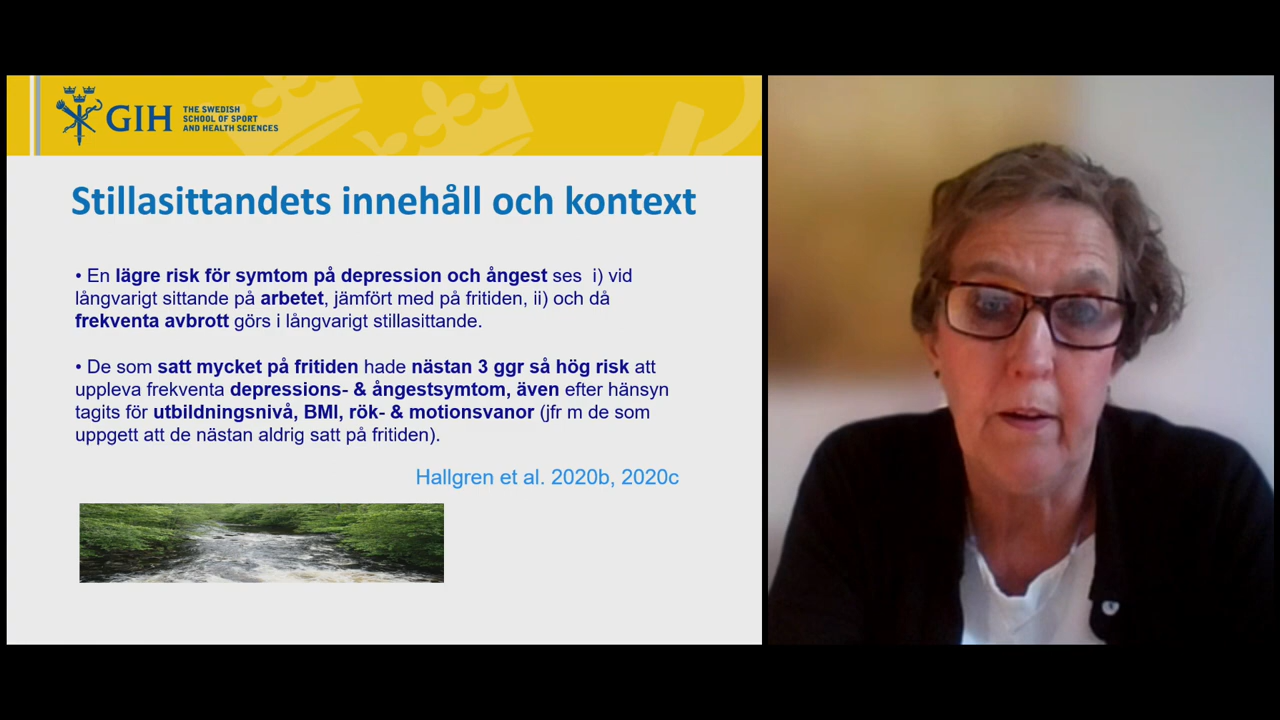 GIH
THE SWEDISH
SCHOOL OF SPORT
AND HEALTH SCIENCES
Stillasittandets innehåll och kontext
• En lägre risk för symtom på depression och ångest ses i) vid
långvarigt sittande på arbetet, jämfört med på fritiden, ii) och då
frekventa avbrott görs i långvarigt stillasittande.
• De som satt mycket på fritiden hade nästan 3 ggr så hög risk att
uppleva frekventa depressions- & ångestsymtom, även efter hänsyn
tagits för utbildningsnivå, BMI, rök- & motionsvanor (jfr m de som
uppgett att de nästan aldrig satt på fritiden).
Hallgren et al. 2020b, 2020c